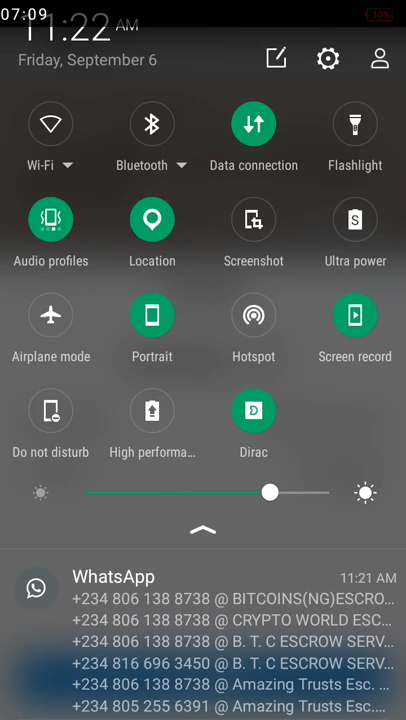 07:09
11:22 AM
10%
Friday, September 6
Wi-Fi
Bluetooth
Data connection
Flashlight
S
Audio profiles
Location
Screenshot
Ultra power
Airplane mode
Portrait
Hotspot
Screen record
D
Do not disturb
High performa...
Dirac
WhatsApp
11:21 AM
+234 806 138 8738 @ BITCOINS(NG)ESCRO...
+234 806 138 8738 @ CRYPTO WORLD ESC...
+234 806 138 8738 @ B. T. C ESCROW SERV...
+234 816 696 3450 @ B. T. C ESCROW SERV...
+234 806 138 8738 @ Amazing Trusts Esc. ...
+234 805 255 6391 @ Amazing Trusts Esc....